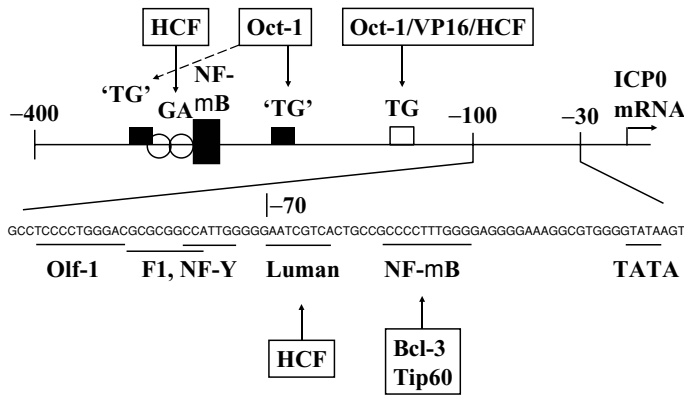 HCF Oct-1 Oct-1/VP16/HCF
‘TG’ GA NF-
mB ‘TG’ TG ICP0
mRNA
–400 –100 –30
–70
GCCTCCCCTGGGACGCGCGGCCATTGGGGGGAATCGTCACTGCCGCCCCTTTGGGGAGGGGAAAGGCGTGGGGTATAAGT
Olf-1 F1, NF-Y Luman NF-mB TATA
HCF Bcl-3
Tip60